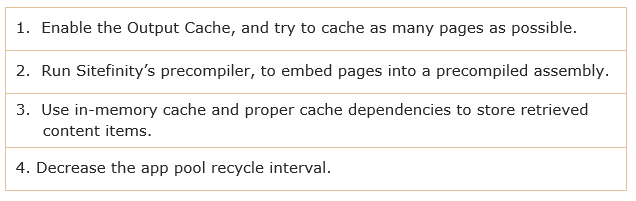 1. Enable the Output Cache, and try to cache as many pages as possible.
2. Run Sitefinity’s precompiler, to embed pages into a precompiled assembly.
3. Use in-memory cache and proper cache dependencies to store retrieved
content items.
4. Decrease the app pool recycle interval.